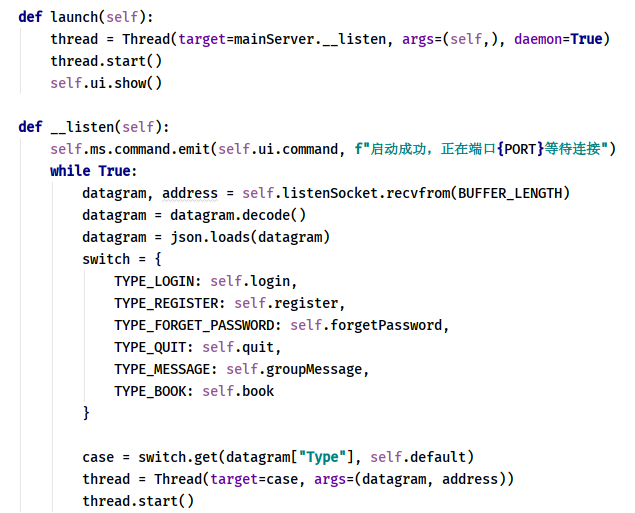 def launch(self):
    thread = Thread(target=mainServer.__listen, args=(self,), daemon=True)
    thread.start()
    self.ui.show()

def __listen(self):
    self.ms.command.emit(self.ui.command, f"启动成功，正在端口{PORT}等待连接")
    while True:
        datagram, address = self.listenSocket.recvfrom(BUFFER_LENGTH)
        datagram = datagram.decode()
        datagram = json.loads(datagram)
        switch = {
            TYPE_LOGIN: self.login,
            TYPE_REGISTER: self.register,
            TYPE_FORGET_PASSWORD: self.forgetPassword,
            TYPE_QUIT: self.quit,
            TYPE_MESSAGE: self.groupMessage,
            TYPE_BOOK: self.book
        }

        case = switch.get(datagram["Type"], self.default)
        thread = Thread(target=case, args=(datagram, address))
        thread.start()